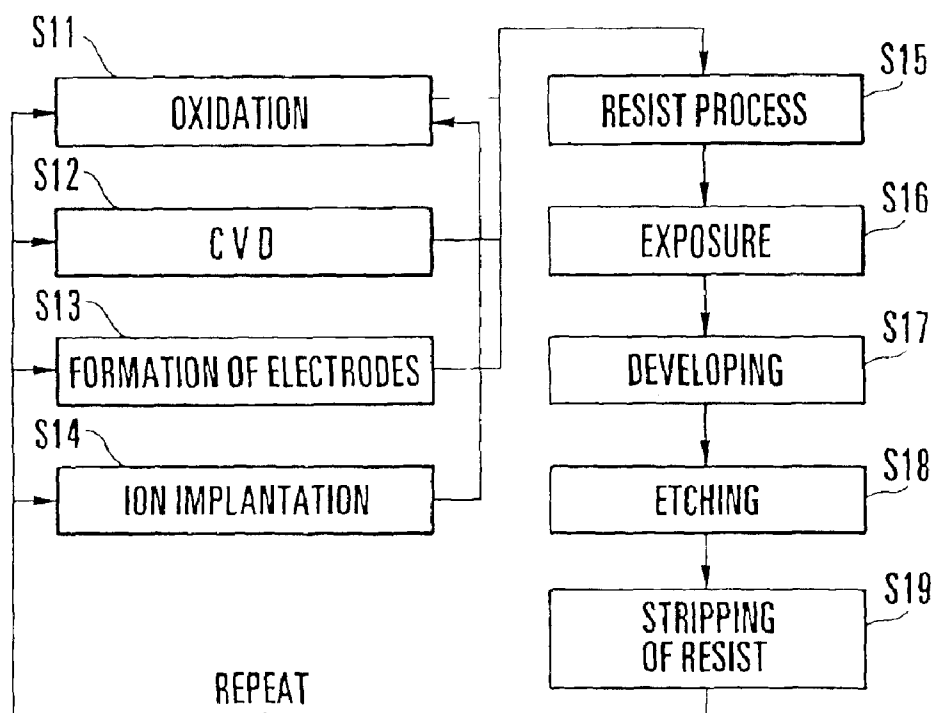 S11
OXIDATION
S12
CVD
S13
FORMATION OF ELECTRODES
S14
ION IMPLANTATION
REPEAT
S15
RESIST PROCESS
S16
EXPOSURE
S17
DEVELOPING
S18
ETCHING
S19
STRIPPING
OF RESIST